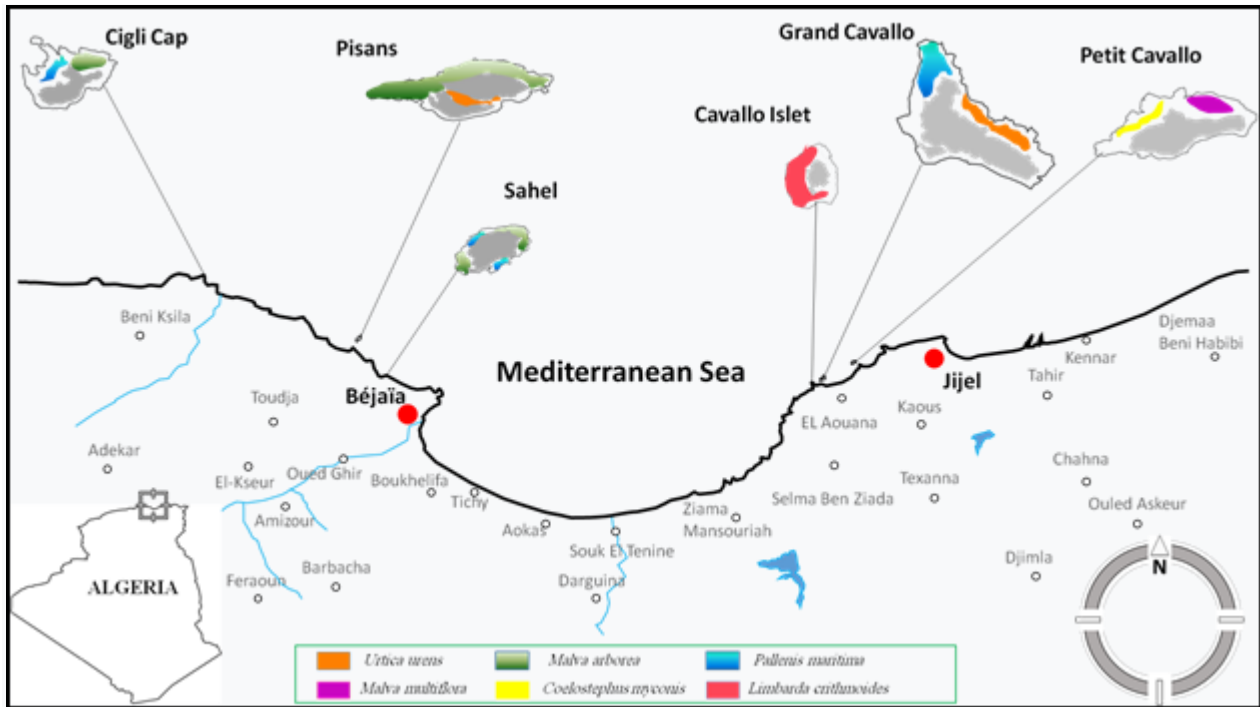 Cigli Cap
Pisans
Grand Cavallo
Petit Cavallo
Cavallo Islet
Sahel
Beni Ksila
Mediterranean Sea
Djemaa
Beni Habibi
Kennar
Jijel
Tahir
Béjaïa
Toudja
EL Aouana
Kaous
Adekar
El-Kseur
Oued Ghir
Boukhelifa
Tichy
Selma Ben Ziada
Texanna
Chahna
Amizour
Aokas
Souk El Tenine
Ziama
Mansouriah
Ouled Askeur
ALGERIA
Feraoun
Barbacha
Darguina
Djimla
N
Urtica urens
Malva arborea
Pallenis maritima
Malva multiflora
Coelostephus myconis
Limbarda crithmoides